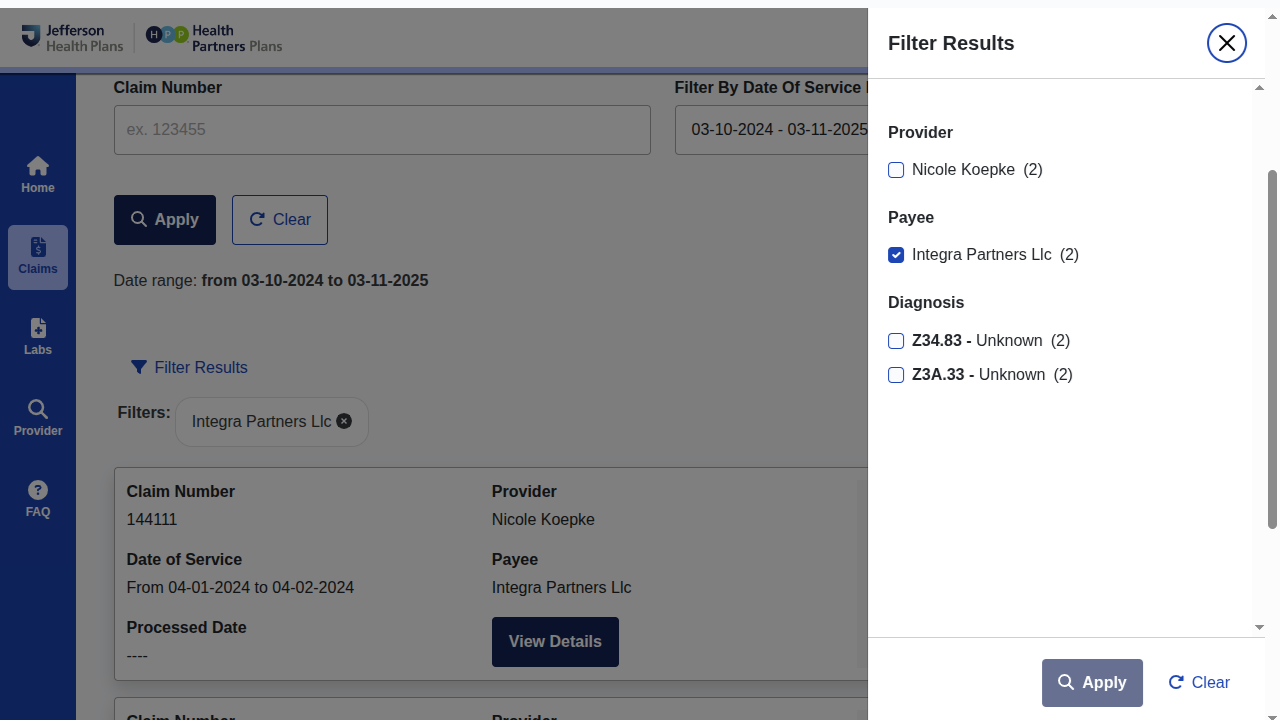 Jefferson
Health Plans
HPP
Health
Partners Plans
Home
Claims
Labs
Provider
FAQ
Claim Number
ex. 123455
Filter By Date Of Service
03-10-2024 - 03-11-2025
Apply
Clear
Date range: from 03-10-2024 to 03-11-2025
Filter Results
Filters: Integra Partners Llc
Claim Number
144111
Date of Service
From 04-01-2024 to 04-02-2024
Processed Date
----
Provider
Nicole Koepke
Payee
Integra Partners Llc
View Details
Claim Number
Provider
Filter Results
Provider
Nicole Koepke (2)
Payee
Integra Partners Llc (2)
Diagnosis
Z34.83 - Unknown (2)
Z3A.33 - Unknown (2)
Apply
Clear